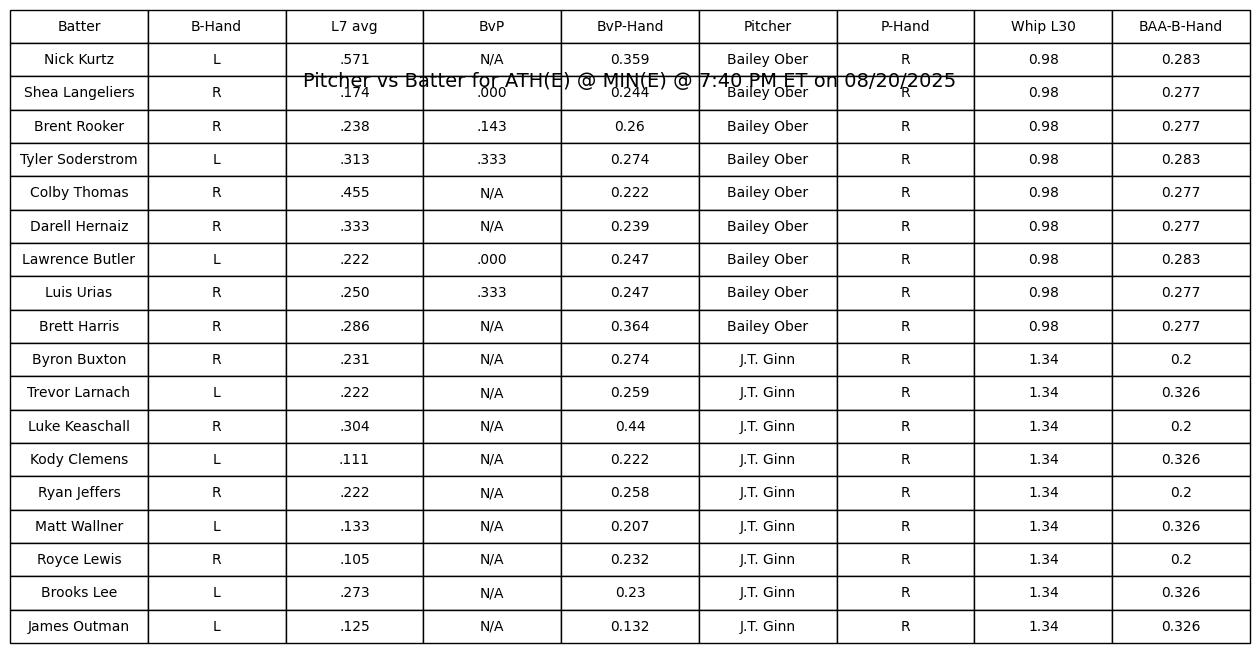 Batter B-Hand L7 avg BvP BvP-Hand Pitcher P-Hand Whip L30 BAA-B-Hand
Nick Kurtz L .571 N/A 0.359 Bailey Ober R 0.98 0.283
Pitcher vs Batter for ATH(E) @ MIN(E) @ 7:40 PM ET on 08/20/2025
Shea Langeliers R .174 .000 0.244 Bailey Ober R 0.98 0.277
Brent Rooker R .238 .143 0.26 Bailey Ober R 0.98 0.277
Tyler Soderstrom L .313 .333 0.274 Bailey Ober R 0.98 0.283
Colby Thomas R .455 N/A 0.222 Bailey Ober R 0.98 0.277
Darell Hernaiz R .333 N/A 0.239 Bailey Ober R 0.98 0.277
Lawrence Butler L .222 .000 0.247 Bailey Ober R 0.98 0.283
Luis Urias R .250 .333 0.247 Bailey Ober R 0.98 0.277
Brett Harris R .286 N/A 0.364 Bailey Ober R 0.98 0.277
Byron Buxton R .231 N/A 0.274 J.T. Ginn R 1.34 0.2
Trevor Larnach L .222 N/A 0.259 J.T. Ginn R 1.34 0.326
Luke Keaschall R .304 N/A 0.44 J.T. Ginn R 1.34 0.2
Kody Clemens L .111 N/A 0.222 J.T. Ginn R 1.34 0.326
Ryan Jeffers R .222 N/A 0.258 J.T. Ginn R 1.34 0.2
Matt Wallner L .133 N/A 0.207 J.T. Ginn R 1.34 0.326
Royce Lewis R .105 N/A 0.232 J.T. Ginn R 1.34 0.2
Brooks Lee L .273 N/A 0.23 J.T. Ginn R 1.34 0.326
James Outman L .125 N/A 0.132 J.T. Ginn R 1.34 0.326